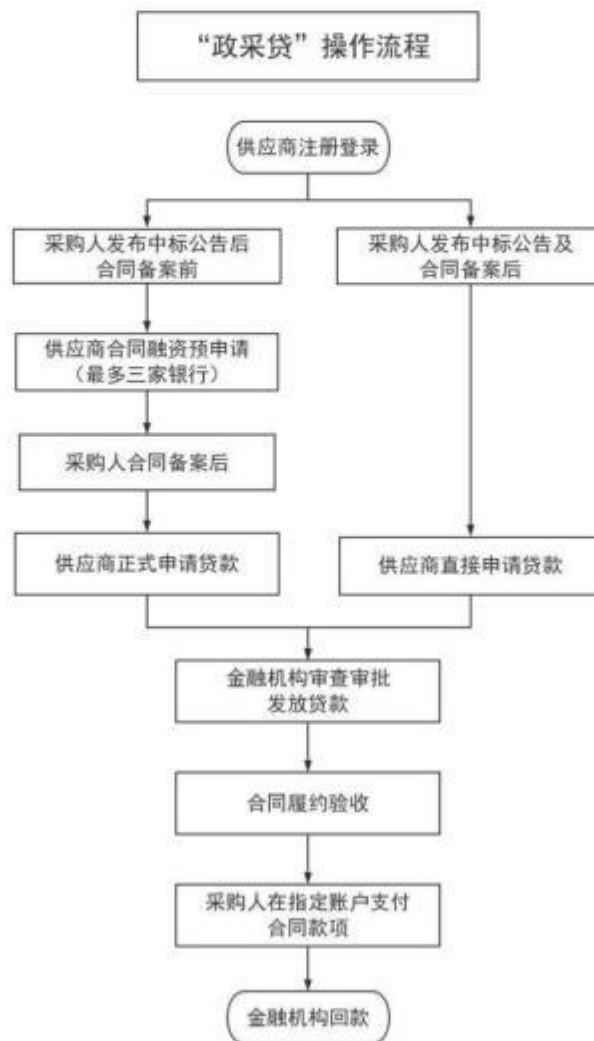 “政采贷”操作流程
供应商注册登录
采购人发布中标公告后
合同备案前
采购人发布中标公告及
合同备案后
供应商合同融资预申请
（最多三家银行）
采购人合同备案后
供应商正式申请贷款
供应商直接申请贷款
金融机构审查审批
发放贷款
合同履约验收
采购人在指定账户支付
合同款项
金融机构回款